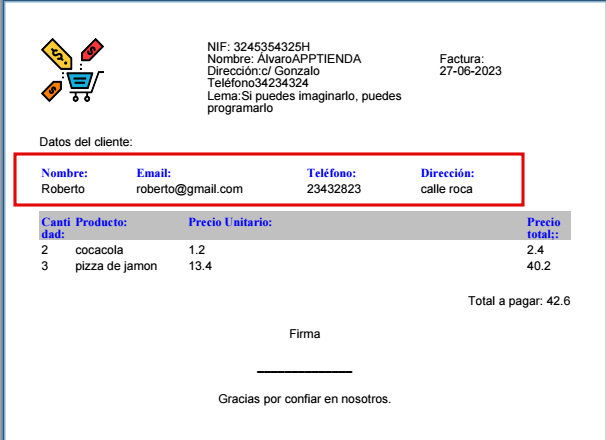 NIF: 3245354325H
Nombre: ÁlvaroAPPTIENDA
Dirección:c/ Gonzalo
Teléfono34234324
Lema:Si puedes imaginarlo, puedes
programarlo
Factura:
27-06-2023
Datos del cliente:
Nombre: Email: Teléfono: Dirección:
Roberto roberto@gmail.com 23432823 calle roca
Canti Producto: Precio Unitario: Precio
dad: total;:
2 cocacola 1.2 2.4
3 pizza de jamon 13.4 40.2
Total a pagar: 42.6
Firma
Gracias por confiar en nosotros.